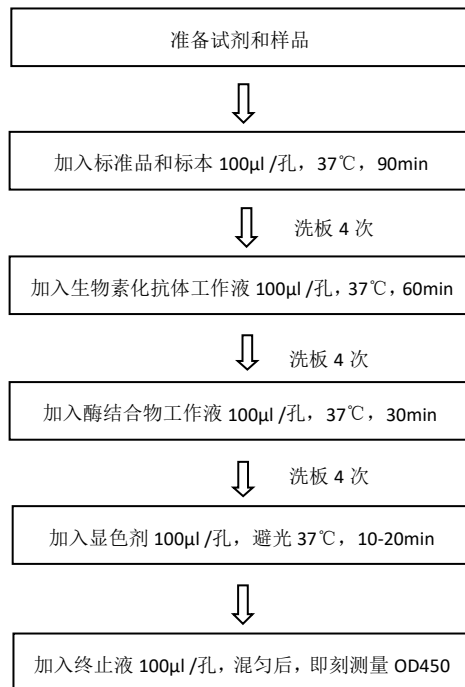 准备试剂和样品
加入标准品和标本 100μl /孔，37℃，90min
洗板 4 次
加入生物素化抗体工作液 100μl /孔，37℃，60min
洗板 4 次
加入酶结合物工作液 100μl /孔，37℃，30min
洗板 4 次
加入显色剂 100μl /孔，避光 37℃，10-20min
加入终止液 100μl /孔，混匀后，即刻测量 OD450